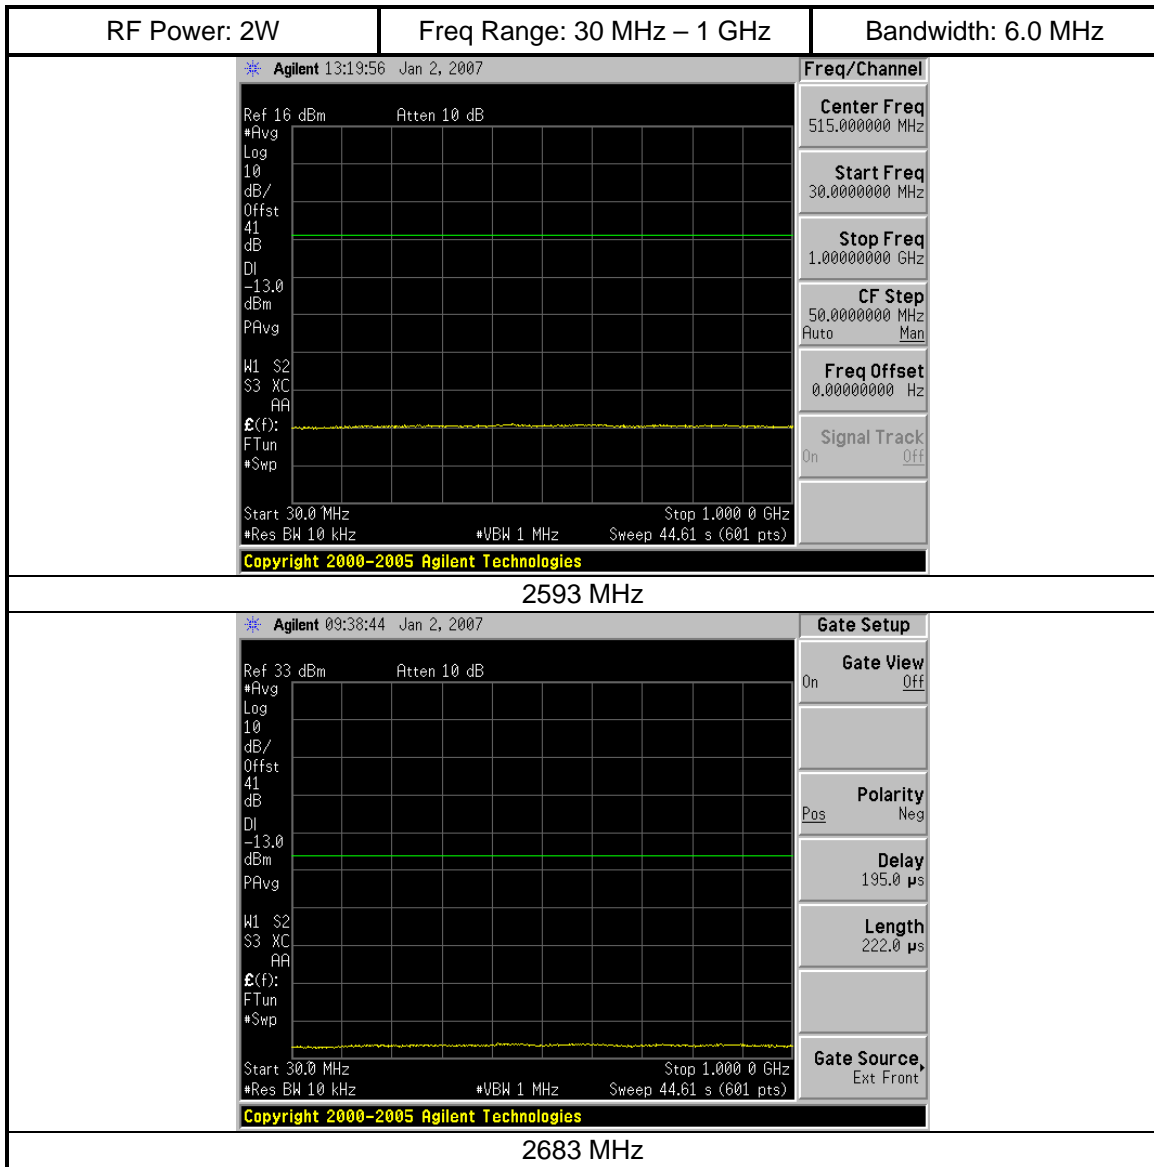 RF Power: 2W Freq Range: 30 MHz – 1 GHz Bandwidth: 6.0 MHz
Agilent 13:19:56 Jan 2, 2007
Freq/Channel
Ref 16 dBm Atten 10 dB
#Avg
Log
10
dB/
Offst
41
dB
DI
-13.0
dBm
PAvg
W1 S2
S3 XC
AA
£(f):
FTun
#Swp
Start 30.0 MHz Stop 1.000 0 GHz
#Res BW 10 kHz #VBW 1 MHz Sweep 44.61 s (601 pts)
Copyright 2000-2005 Agilent Technologies
Center Freq
515.000000 MHz
Start Freq
30.0000000 MHz
Stop Freq
1.00000000 GHz
CF Step
50.0000000 MHz
Auto Man
Freq Offset
0.00000000 Hz
Signal Track
On Off
2593 MHz
Agilent 09:38:44 Jan 2, 2007
Gate Setup
Ref 33 dBm Atten 10 dB
#Avg
Log
10
dB/
Offst
41
dB
DI
-13.0
dBm
PAvg
W1 S2
S3 XC
AA
£(f):
FTun
#Swp
Start 30.0 MHz Stop 1.000 0 GHz
#Res BW 10 kHz #VBW 1 MHz Sweep 44.61 s (601 pts)
Copyright 2000-2005 Agilent Technologies
Gate View
On Off
Polarity
Pos Neg
Delay
195.0 µs
Length
222.0 µs
Gate Source
Ext Front
2683 MHz